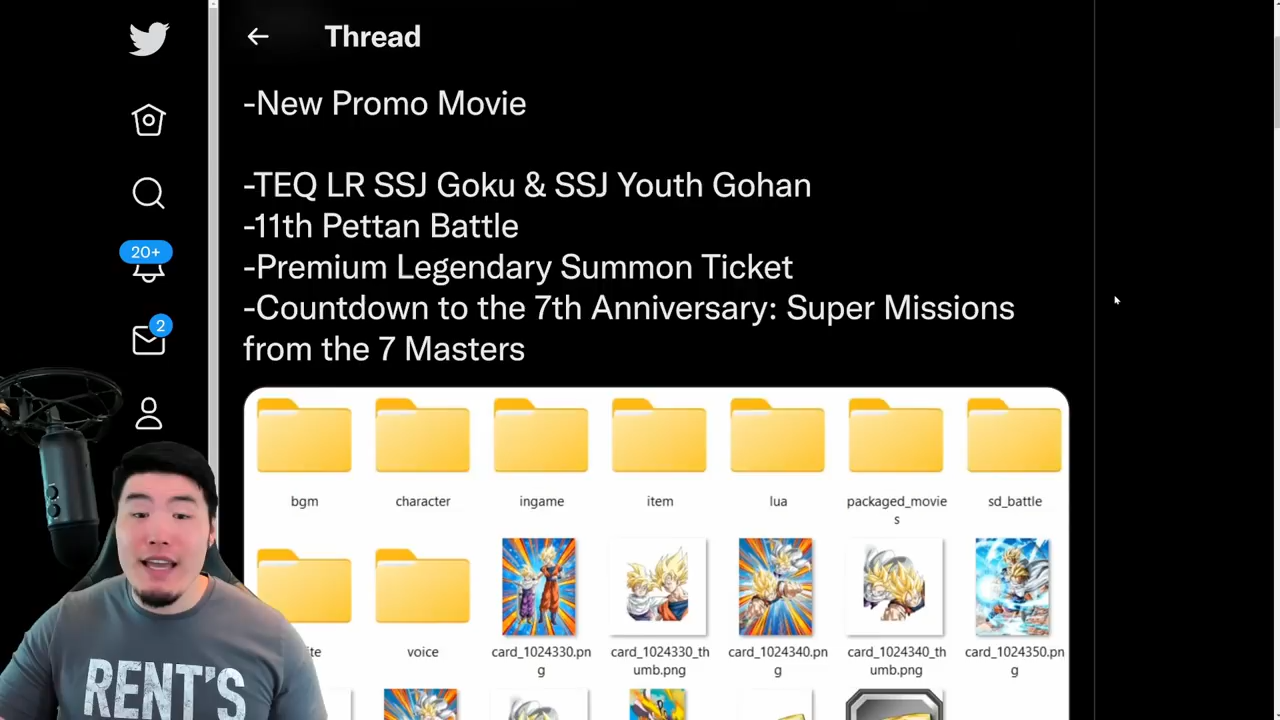 Thread
-New Promo Movie
-TEQ LR SSJ Goku & SSJ Youth Gohan
-11th Pettan Battle
-Premium Legendary Summon Ticket
-Countdown to the 7th Anniversary: Super Missions
from the 7 Masters
20+
2
bgm
character
ingame
item
lua
packaged_movie
s
sd_battle
voice
card_1024330.pn
g
card_1024330_th
umb.png
card_1024340.pn
g
card_1024340_th
umb.png
card_1024350.pn
g
RENT'S